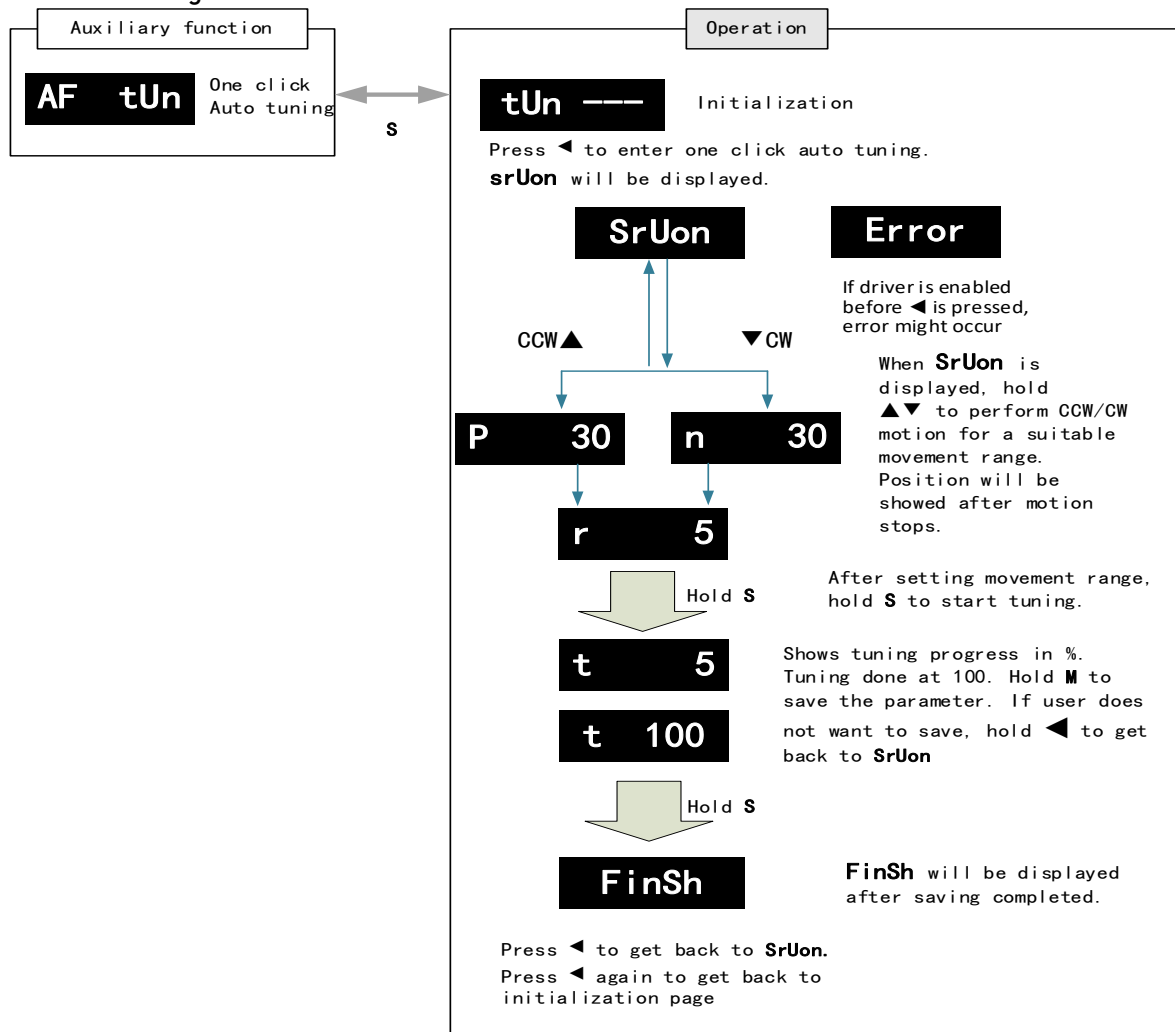 Auxiliary function
AF tUn
One click
Auto tuning
S
Operation
tUn ---
Initialization
Press ◀ to enter one click auto tuning.
srUon will be displayed.
SrUon
Error
If driver is enabled
before ◀ is pressed,
error might occur
CCW▲
▼CW
When SrUon is
displayed, hold
▲▼ to perform CCW/CW
motion for a suitable
movement range.
Position will be
showed after motion
stops.
P 30
n 30
r 5
Hold S
After setting movement range,
hold S to start tuning.
t 5
t 100
Shows tuning progress in %.
Tuning done at 100. Hold M to
save the parameter. If user does
not want to save, hold ◀ to get
back to SrUon
Hold S
FinSh
FinSh will be displayed
after saving completed.
Press ◀ to get back to SrUon.
Press ◀ again to get back to
initialization page